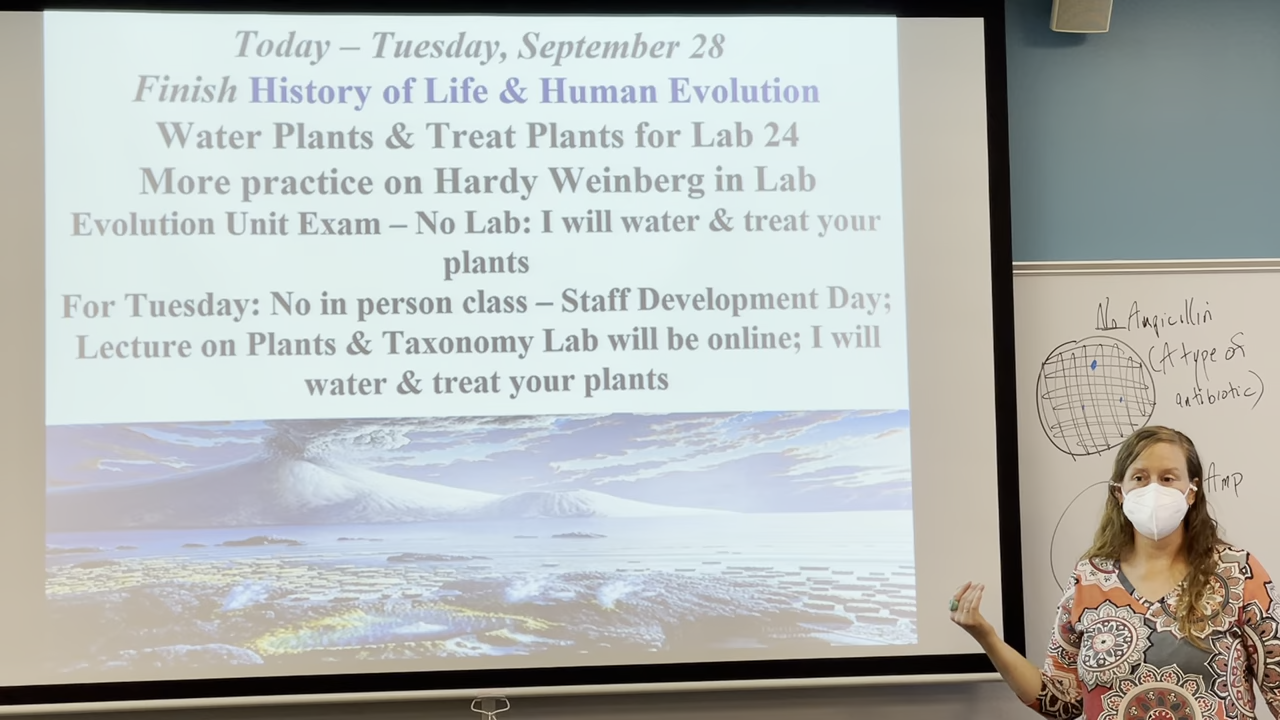 Today – Tuesday, September 28
Finish History of Life & Human Evolution
Water Plants & Treat Plants for Lab 24
More practice on Hardy Weinberg in Lab
Evolution Unit Exam – No Lab: I will water & treat your
plants
For Tuesday: No in person class – Staff Development Day;
Lecture on Plants & Taxonomy Lab will be online; I will
water & treat your plants
No Ampicillin
(A type of
antibiotic)
Amp